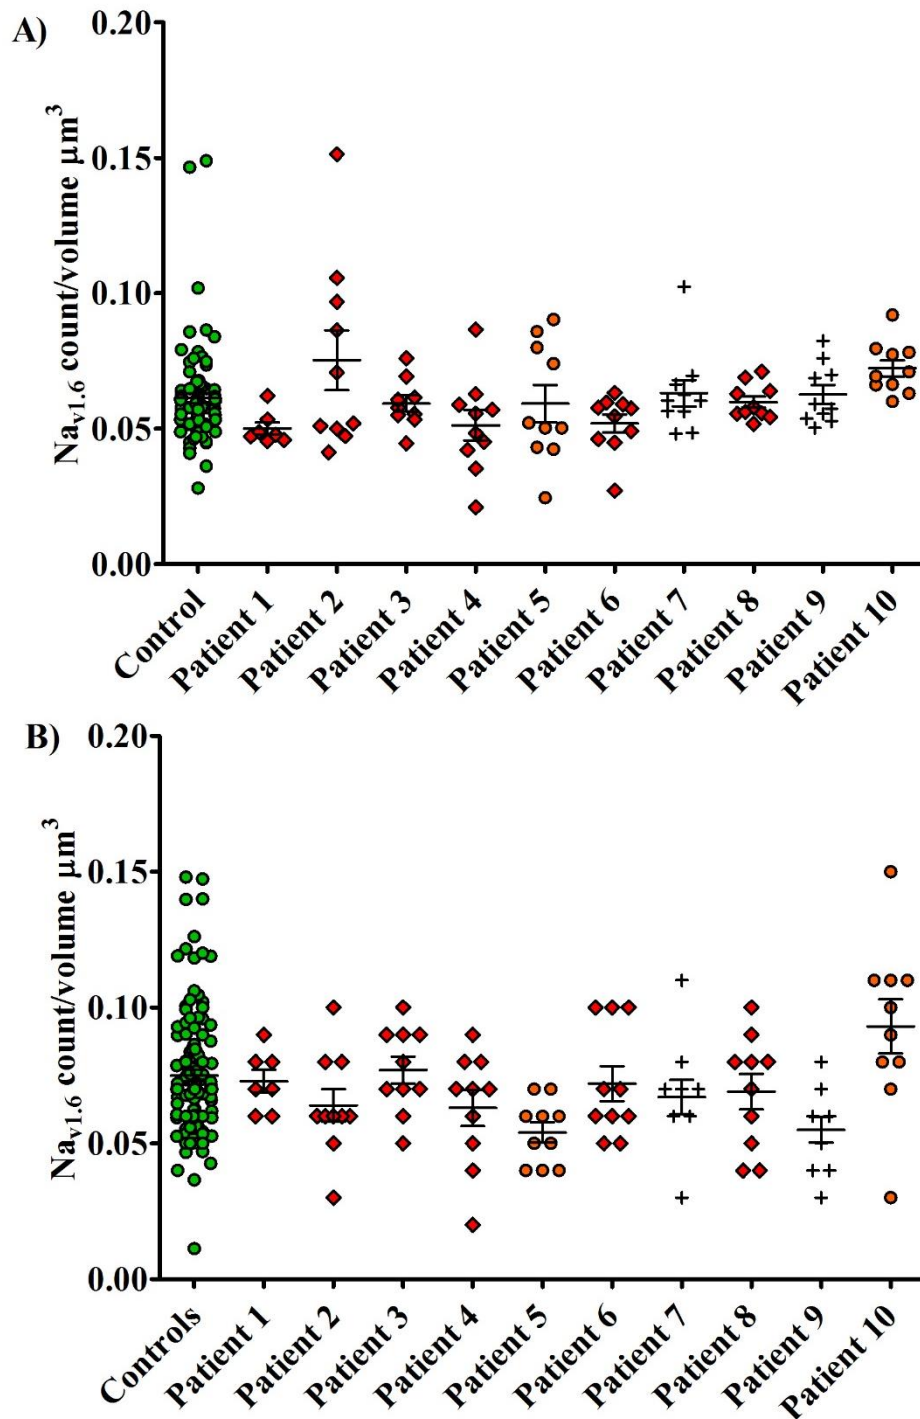 A)
Nav1.6 count/volume μm³
0.20
0.15
0.10
0.05
0.00
Control
Patient 1
Patient 2
Patient 3
Patient 4
Patient 5
Patient 6
Patient 7
Patient 8
Patient 9
Patient 10
B)
Nav1.6 count/volume μm³
0.20
0.15
0.10
0.05
0.00
Controls
Patient 1
Patient 2
Patient 3
Patient 4
Patient 5
Patient 6
Patient 7
Patient 8
Patient 9
Patient 10